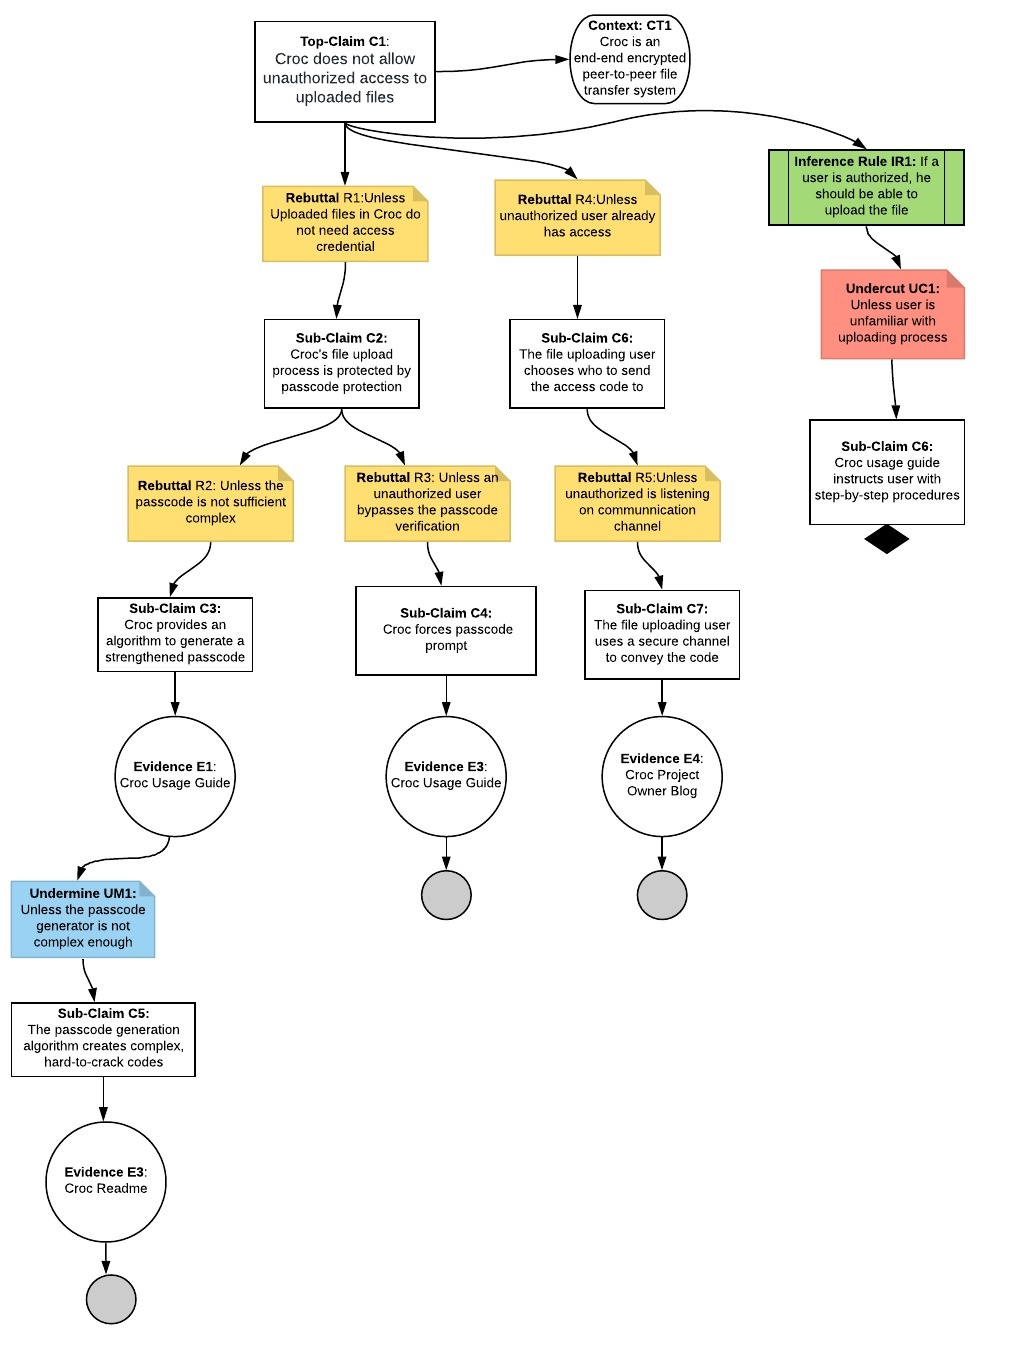 Top-Claim C1:
Croc does not allow
unauthorized access to
uploaded files
Context: CT1
Croc is an
end-end encrypted
peer-to-peer file
transfer system
Inference Rule IR1: If a
user is authorized, he
should be able to
upload the file
Rebuttal R1:Unless
Uploaded files in Croc do
not need access
credential
Rebuttal R4:Unless
unauthorized user already
has access
Undercut UC1:
Unless user is
unfamiliar with
uploading process
Sub-Claim C2:
Croc's file upload
process is protected by
passcode protection
Sub-Claim C6:
The file uploading user
chooses who to send
the access code to
Sub-Claim C6:
Croc usage guide
instructs user with
step-by-step procedures
Rebuttal R2: Unless the
passcode is not sufficient
complex
Rebuttal R3: Unless an
unauthorized user
bypasses the passcode
verification
Rebuttal R5:Unless
unauthorized is listening
on communnication
channel
Sub-Claim C3:
Croc provides an
algorithm to generate a
strengthened passcode
Sub-Claim C4:
Croc forces passcode
prompt
Sub-Claim C7:
The file uploading user
uses a secure channel
to convey the code
Evidence E1:
Croc Usage Guide
Evidence E3:
Croc Usage Guide
Evidence E4:
Croc Project
Owner Blog
Undermine UM1:
Unless the passcode
generator is not
complex enough
Sub-Claim C5:
The passcode generation
algorithm creates complex,
hard-to-crack codes
Evidence E3:
Croc Readme